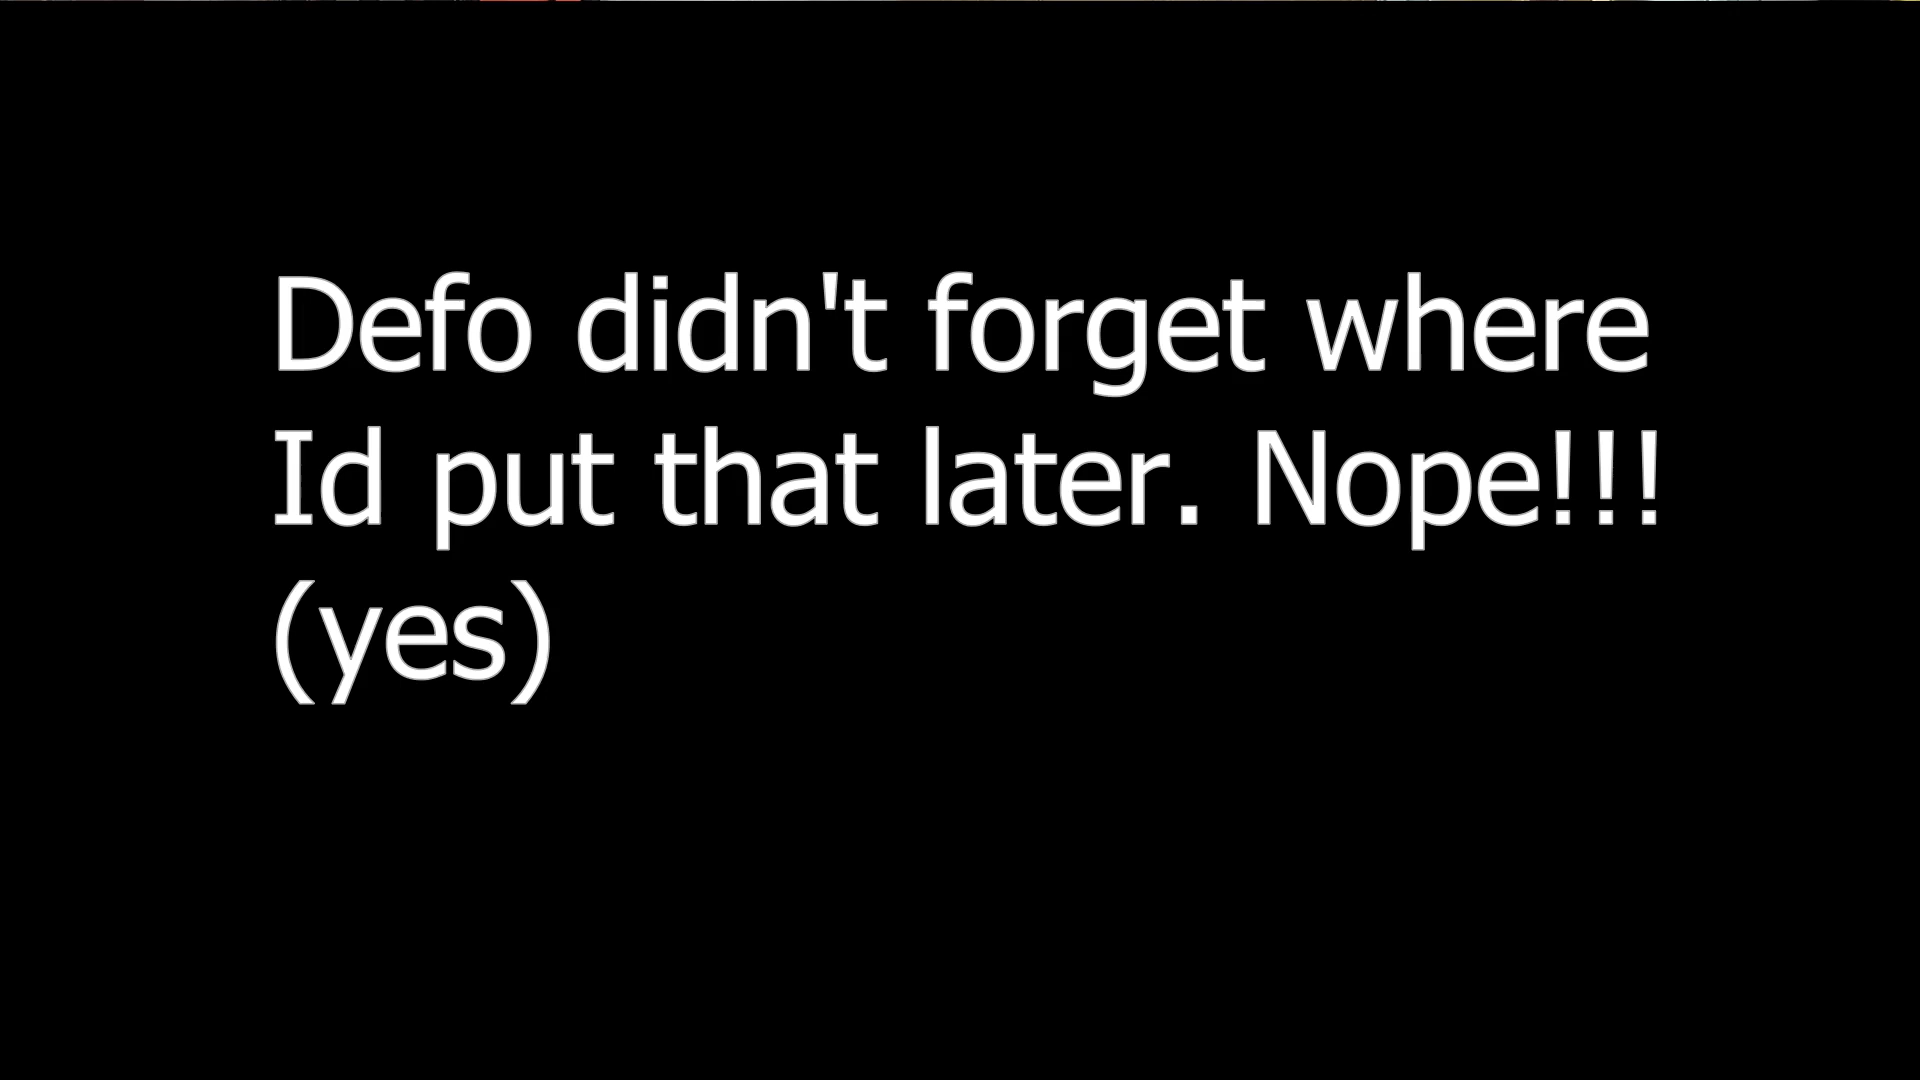 Defo didn't forget where
Id put that later. Nope!!!
(yes)